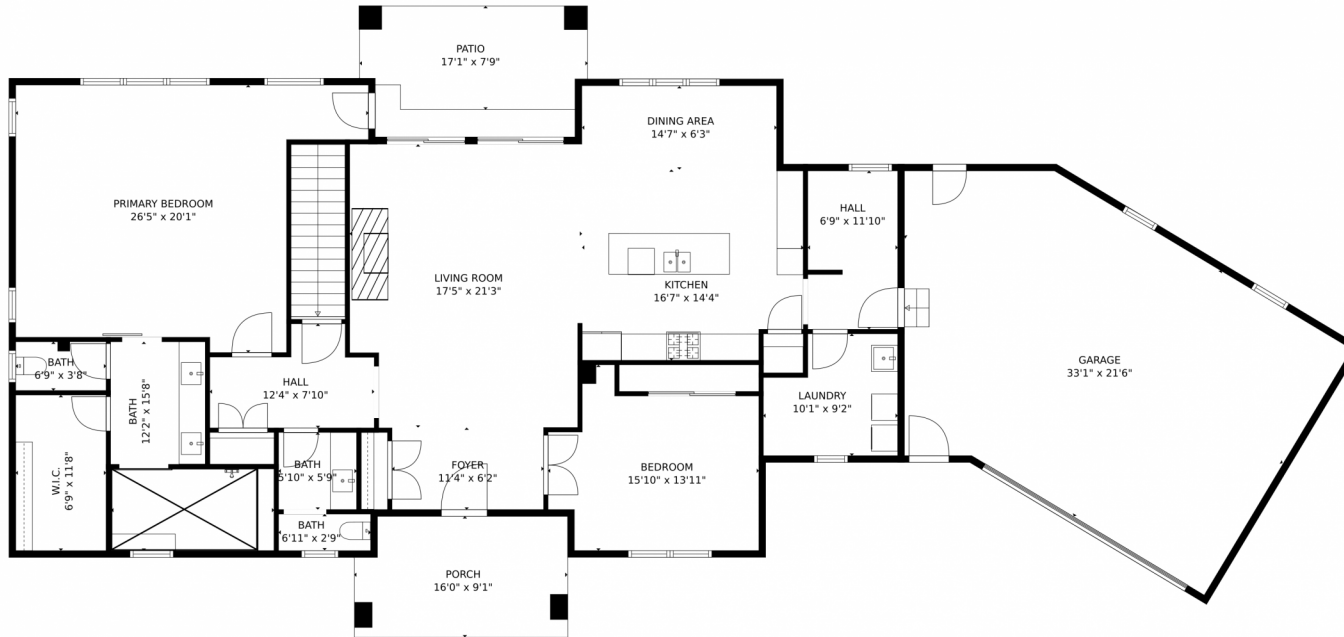 PATIO
17'1" x 7'9"
DINING AREA
14'7" x 6'3"
PRIMARY BEDROOM
26'5" x 20'1"
HALL
6'9" x 11'10"
LIVING ROOM
17'5" x 21'3"
KITCHEN
16'7" x 14'4"
GARAGE
33'1" x 21'6"
BATH
6'9" x 3'8"
BATH
12'2" x 15'8"
HALL
12'4" x 7'10"
LAUNDRY
10'1" x 9'2"
W.I.C.
6'9" x 11'8"
BATH
5'10" x 5'9"
FOYER
11'4" x 6'2"
BEDROOM
15'10" x 13'11"
BATH
6'11" x 2'9"
PORCH
16'0" x 9'1"